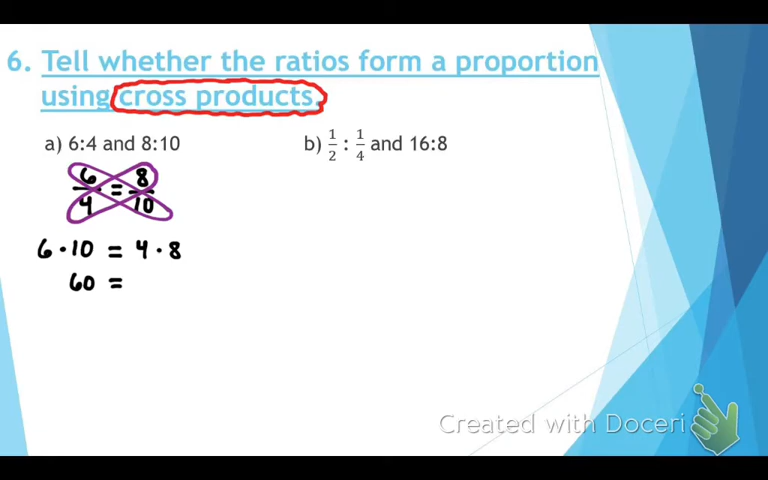 6. Tell whether the ratios form a proportion
using cross products.
a) 6:4 and 8:10
b) 1/2 : 1/4 and 16:8
6/4 = 8/10
6 · 10 = 4 · 8
60 =
Created with Doceri